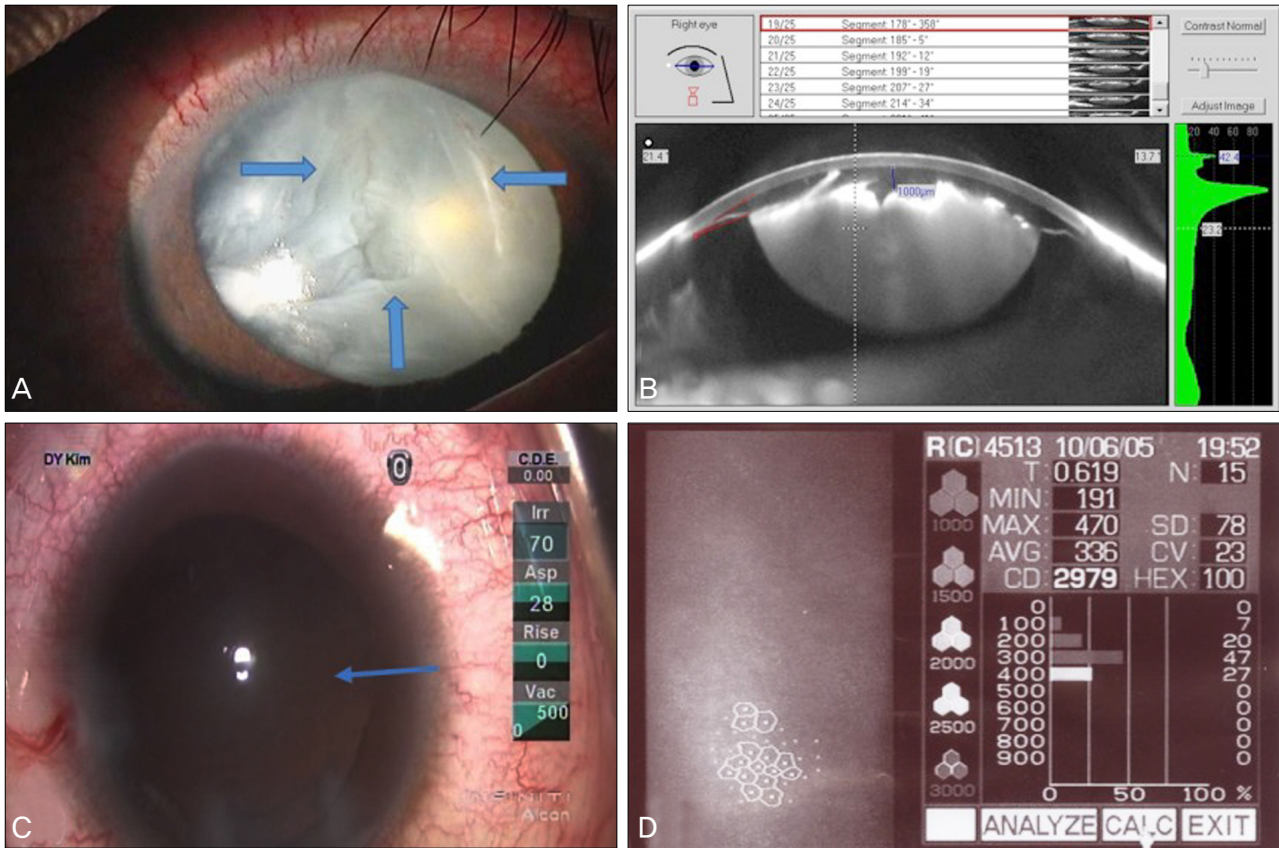 A
Right eye
19/25 Segment: 178° - 358°
20/25 Segment: 185° - 5°
21/25 Segment: 192° - 12°
22/25 Segment: 199° - 19°
23/25 Segment: 207° - 27°
24/25 Segment: 214° - 34°
Contrast Normal
Adjust Image
21.4°
13.7°
1000µm
20 40 60 80
42.4
23.2
B
DY Kim
0
C.D.E.
0.00
Irr
70
Asp
28
Rise
0
Vac
500
0
INFINITI
Alcon
C
R(C) 4513 10/06/05 19:52
T: 0.619 N: 15
MIN: 191
MAX: 470 SD: 78
AVG: 336 CV: 23
CD: 2979 HEX: 100
1000
1500
2000
2500
3000
0 0
100 7
200 20
300 47
400 27
500 0
600 0
700 0
800 0
900 0
0 50 100 %
ANALYZE CALC EXIT
D